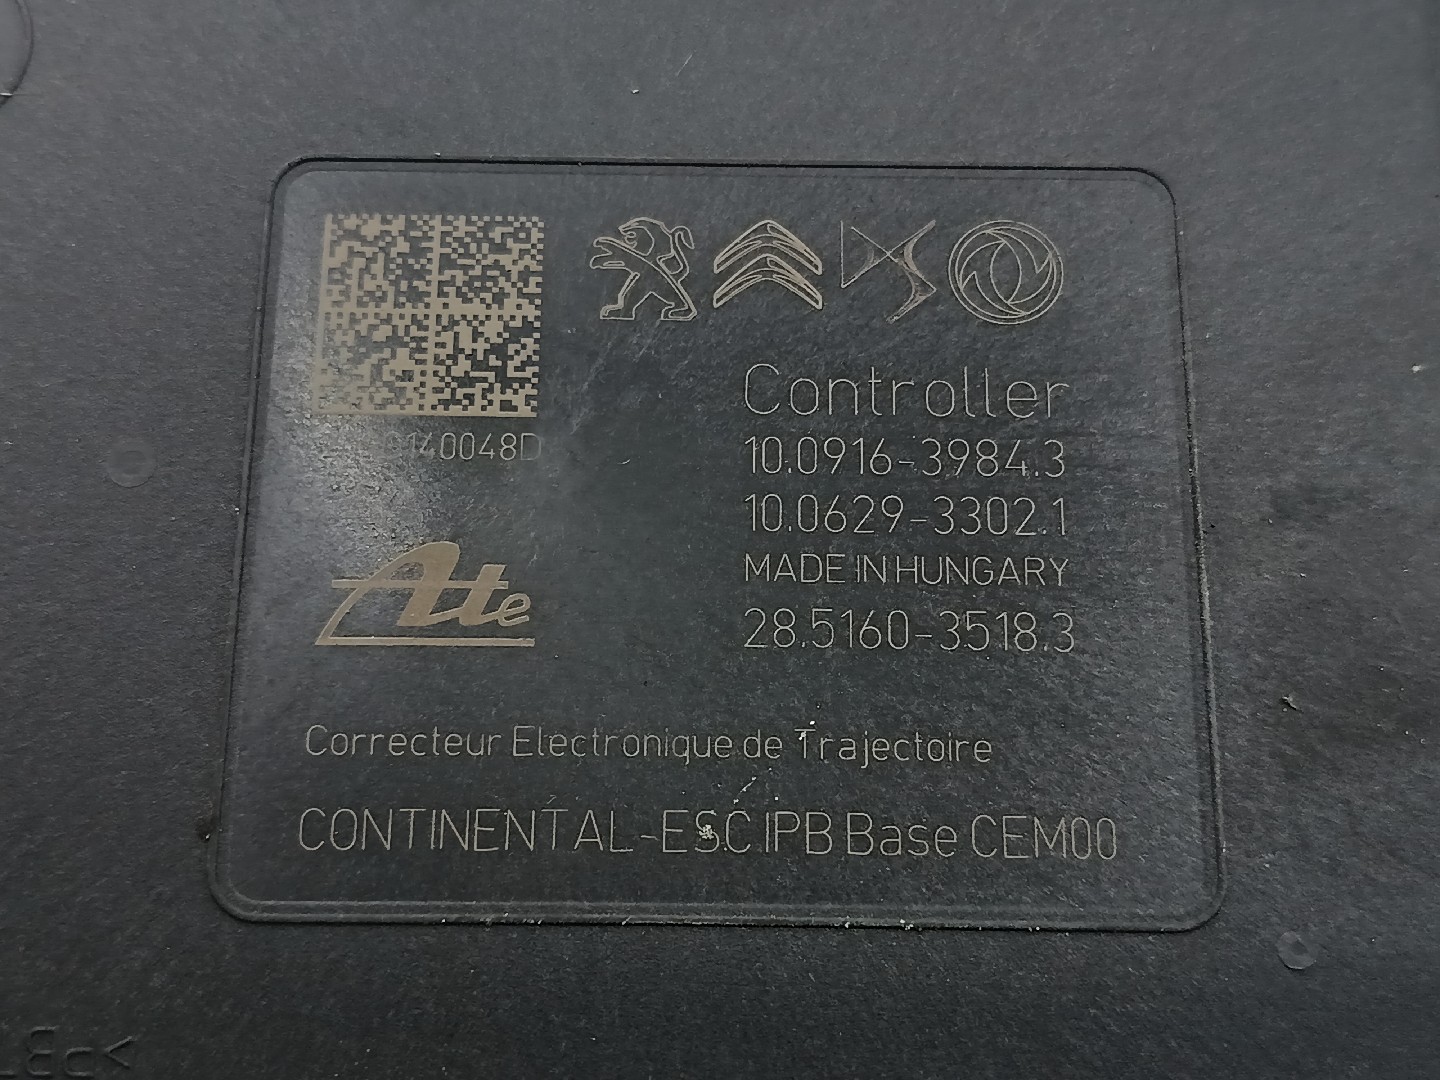 140048D
Controller
10.0916-3984.3
10.0629-3302.1
MADE IN HUNGARY
28.5160-3518.3
Ate
Correcteur Electronique de Trajectoire
CONTINENTAL-ESC IPB Base CEM00